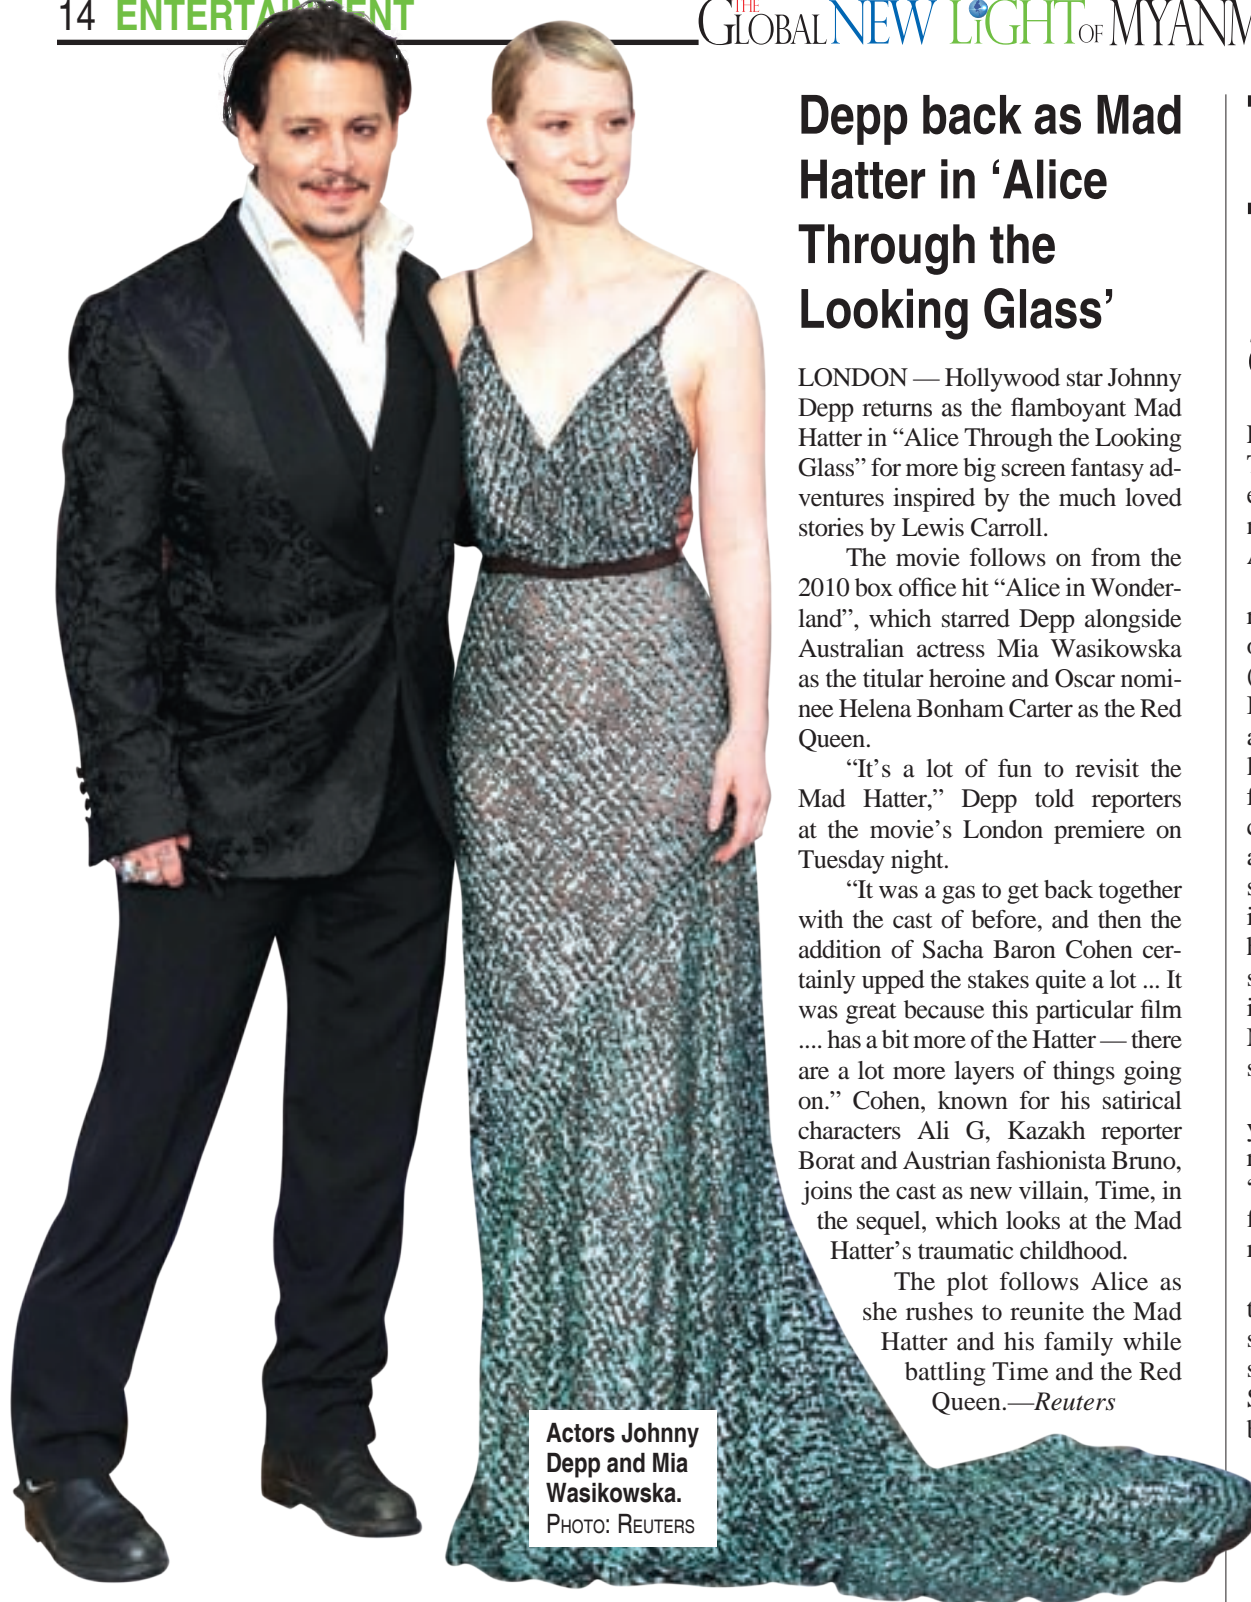 14 ENTERTAINMENT
THE
GLOBAL NEW LiGHT OF MYANM
Depp back as Mad
Hatter in ‘Alice
Through the
Looking Glass’
LONDON — Hollywood star Johnny
Depp returns as the flamboyant Mad
Hatter in “Alice Through the Looking
Glass” for more big screen fantasy ad-
ventures inspired by the much loved
stories by Lewis Carroll.
The movie follows on from the
2010 box office hit “Alice in Wonder-
land”, which starred Depp alongside
Australian actress Mia Wasikowska
as the titular heroine and Oscar nomi-
nee Helena Bonham Carter as the Red
Queen.
“It's a lot of fun to revisit the
Mad Hatter,” Depp told reporters
at the movie's London premiere on
Tuesday night.
“It was a gas to get back together
with the cast of before, and then the
addition of Sacha Baron Cohen cer-
tainly upped the stakes quite a lot ... It
was great because this particular film
.... has a bit more of the Hatter — there
are a lot more layers of things going
on.” Cohen, known for his satirical
characters Ali G, Kazakh reporter
Borat and Austrian fashionista Bruno,
joins the cast as new villain, Time, in
the sequel, which looks at the Mad
Hatter’s traumatic childhood.
The plot follows Alice as
she rushes to reunite the Mad
Hatter and his family while
battling Time and the Red
Queen.—Reuters
Actors Johnny
Depp and Mia
Wasikowska.
PHOTO: REUTERS